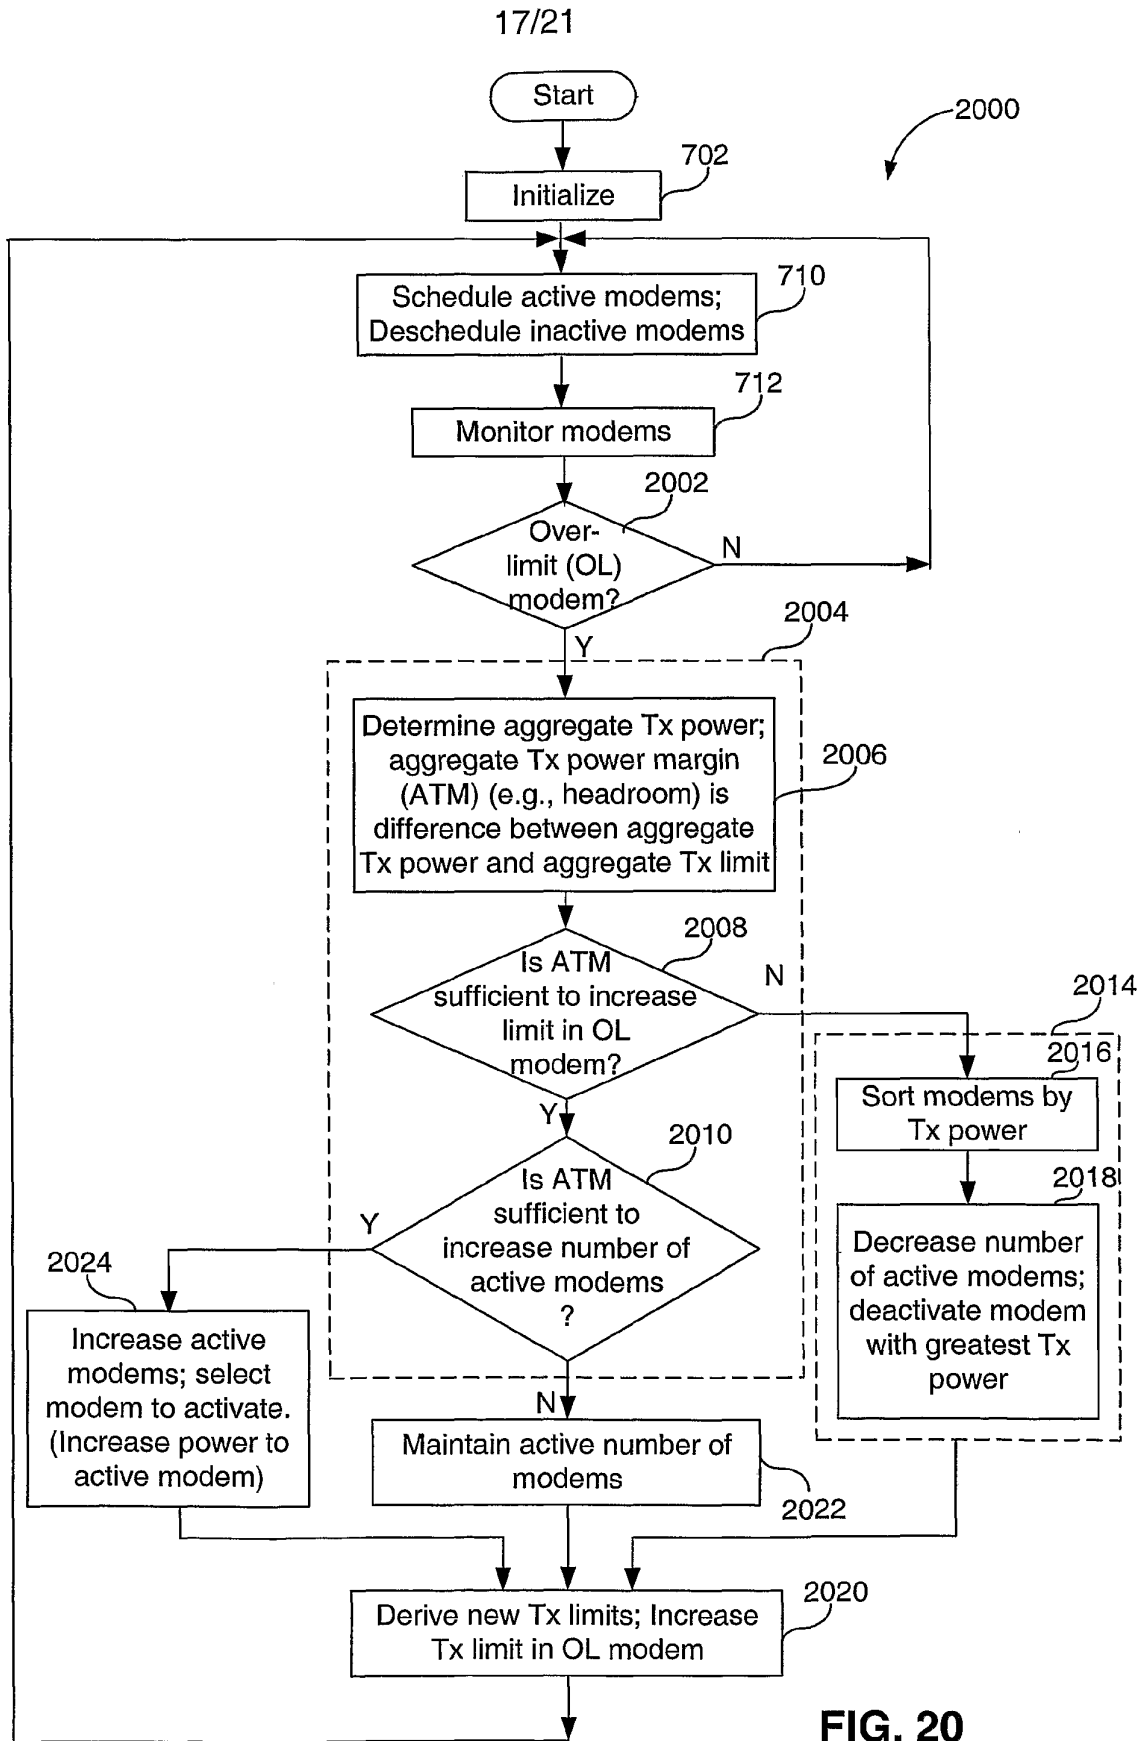 17/21
Start
2000
702
Initialize
710
Schedule active modems;
Deschedule inactive modems
712
Monitor modems
2002
Over-
limit (OL)
modem?
N
Y
2004
Determine aggregate Tx power;
aggregate Tx power margin
(ATM) (e.g., headroom) is
difference between aggregate
Tx power and aggregate Tx limit
2006
2008
Is ATM
sufficient to increase
limit in OL
modem?
N
Y
2014
2016
Sort modems by
Tx power
2018
Decrease number
of active modems;
deactivate modem
with greatest Tx
power
2010
Is ATM
sufficient to
increase number of
active modems
?
Y
N
2024
Increase active
modems; select
modem to activate.
(Increase power to
active modem)
Maintain active number of
modems
2022
2020
Derive new Tx limits; Increase
Tx limit in OL modem
FIG. 20